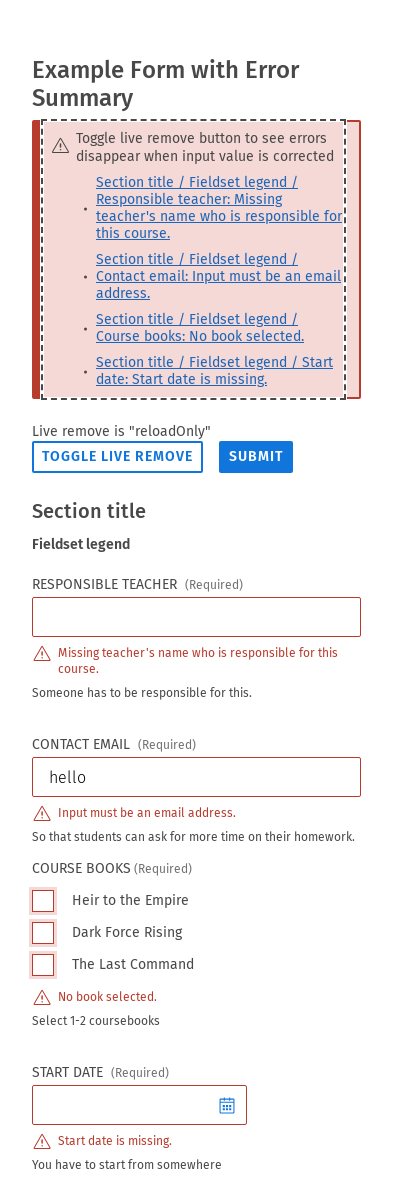 Example Form with Error
Summary
Toggle live remove button to see errors
disappear when input value is corrected
Section title / Fieldset legend /
Responsible teacher: Missing
teacher's name who is responsible for
this course.
Section title / Fieldset legend /
Contact email: Input must be an email
address.
Section title / Fieldset legend /
Course books: No book selected.
Section title / Fieldset legend / Start
date: Start date is missing.
Live remove is "reloadOnly"
TOGGLE LIVE REMOVE SUBMIT
Section title
Fieldset legend
RESPONSIBLE TEACHER (Required)
Missing teacher's name who is responsible for this
course.
Someone has to be responsible for this.
CONTACT EMAIL (Required)
hello
Input must be an email address.
So that students can ask for more time on their homework.
COURSE BOOKS (Required)
Heir to the Empire
Dark Force Rising
The Last Command
No book selected.
Select 1-2 coursebooks
START DATE (Required)
Start date is missing.
You have to start from somewhere